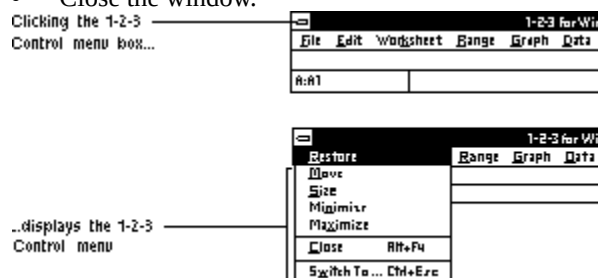 • Close the window.
Clicking the 1-2-3
Control menu box...
1-2-3 for Wi
File Edit Worksheet Range Graph Data
A:A1
1-2-3 for Wi
Restore Range Graph Data
Move
Size
Minimize
Maximize
...displays the 1-2-3
Control menu
Close Alt+F4
Switch To... Ctrl+Esc